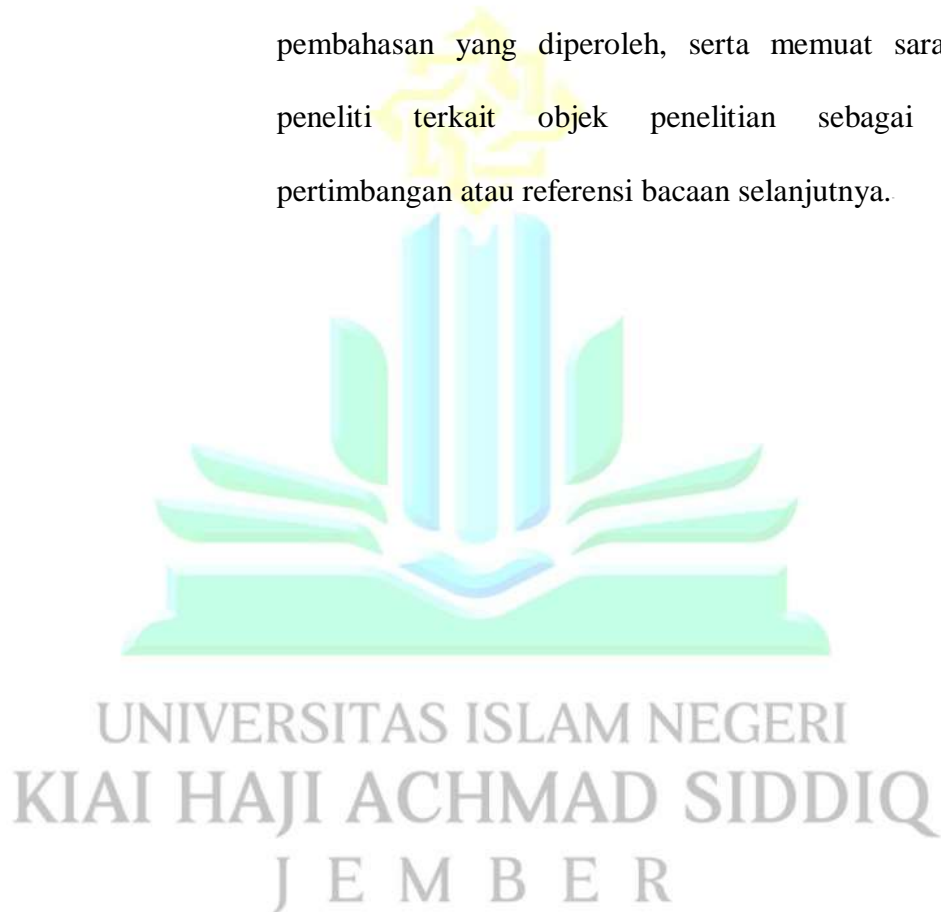 pembahasan yang diperoleh, serta memuat sara
peneliti terkait objek penelitian sebagai
pertimbangan atau referensi bacaan selanjutnya.
UNIVERSITAS ISLAM NEGERI
KIAI HAJI ACHMAD SIDDIQ
J E M B E R